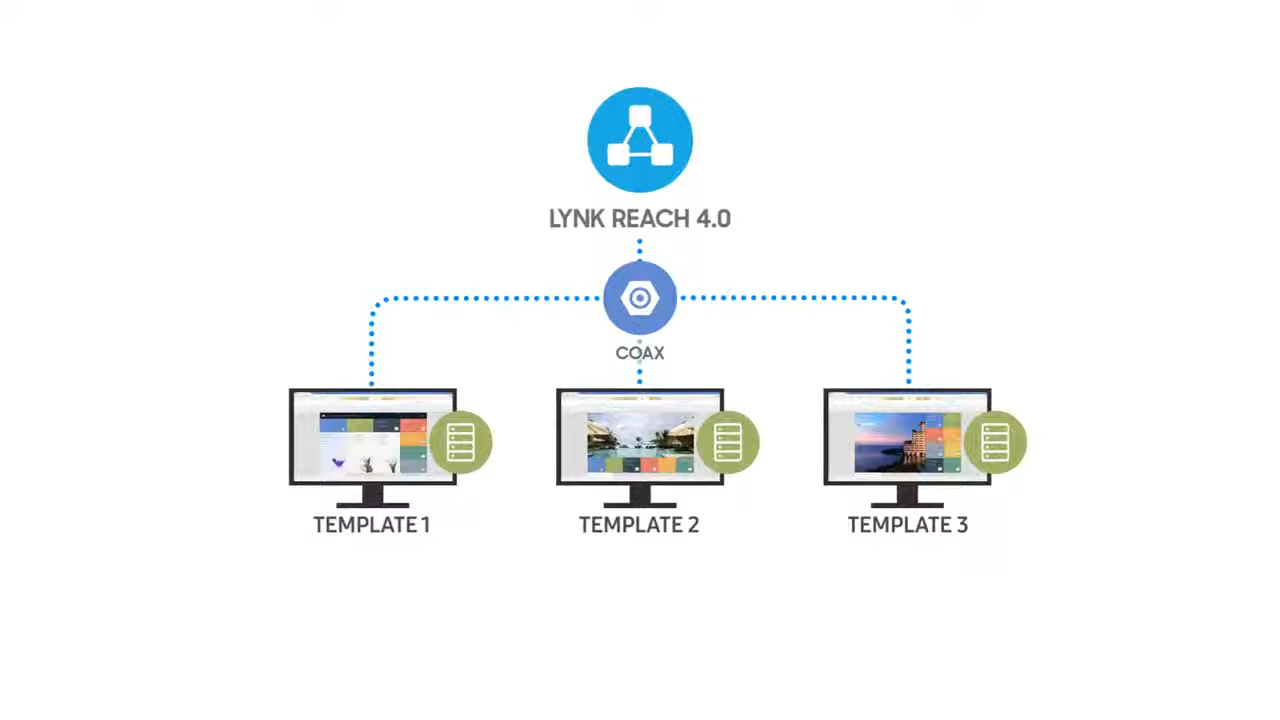 LYNK REACH 4.0
COAX
TEMPLATE 1
TEMPLATE 2
TEMPLATE 3